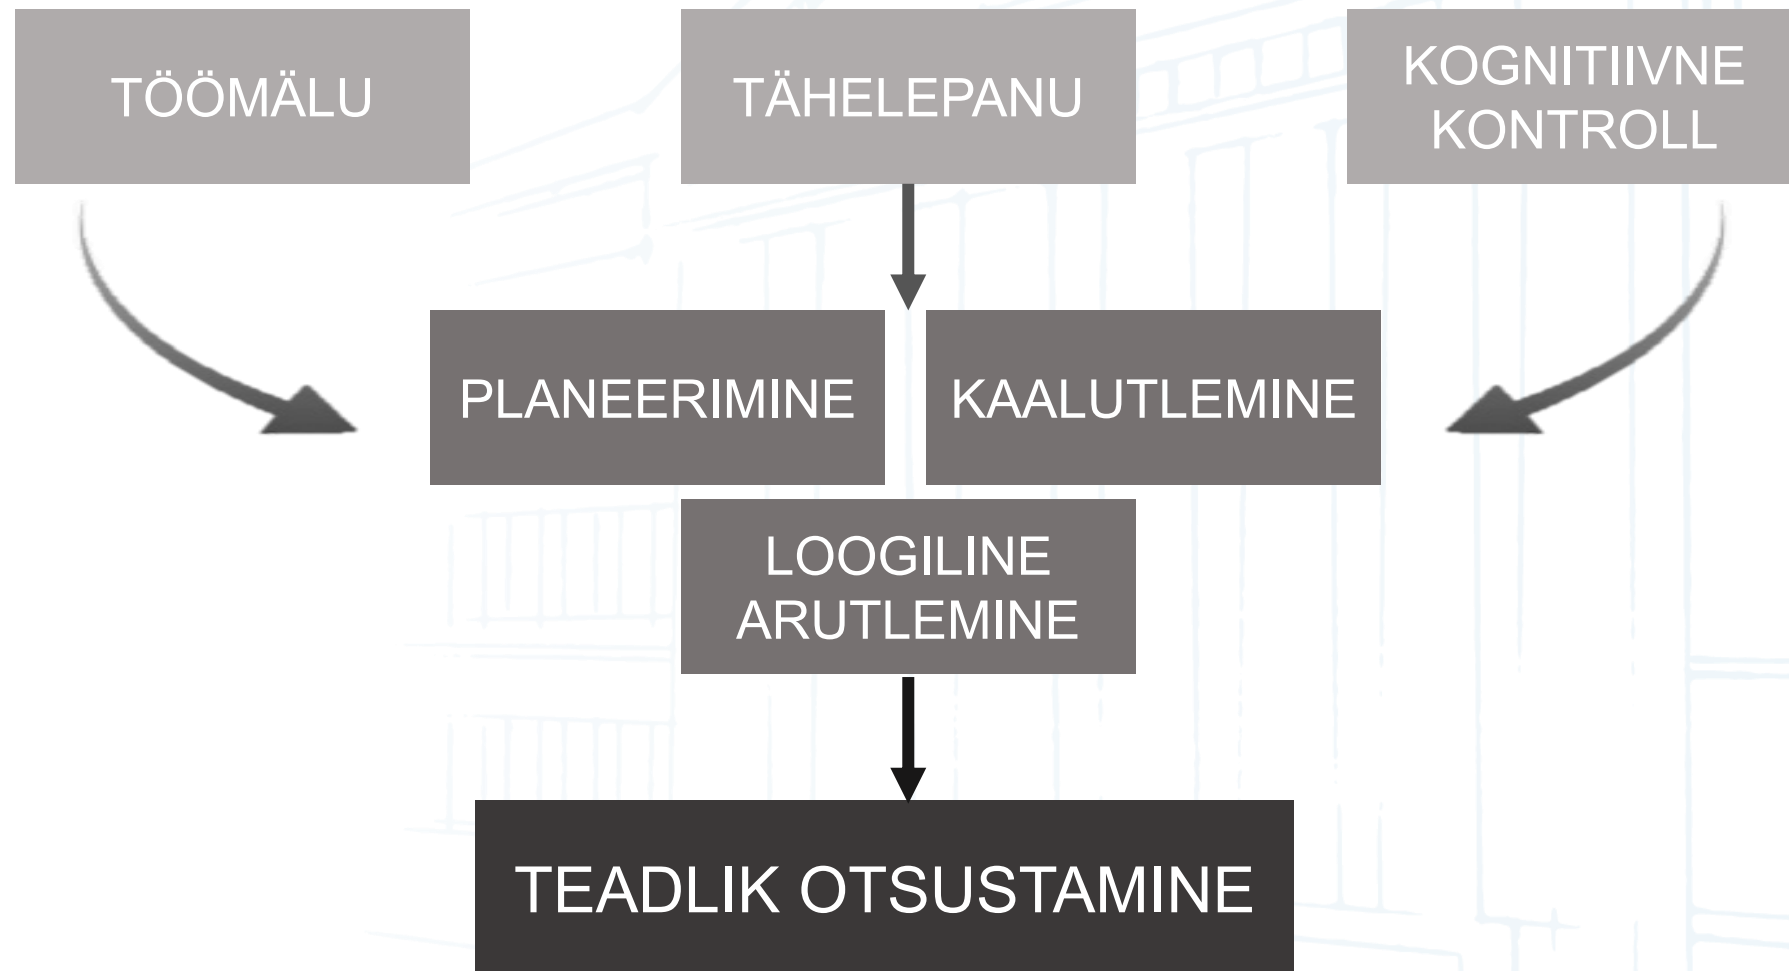 TÖÖMÄLU
TÄHELEPANU
KOGNITIIVNE
KONTROLL
PLANEERIMINE
KAALUTLEMINE
LOOGILINE
ARUTLEMINE
TEADLIK OTSUSTAMINE